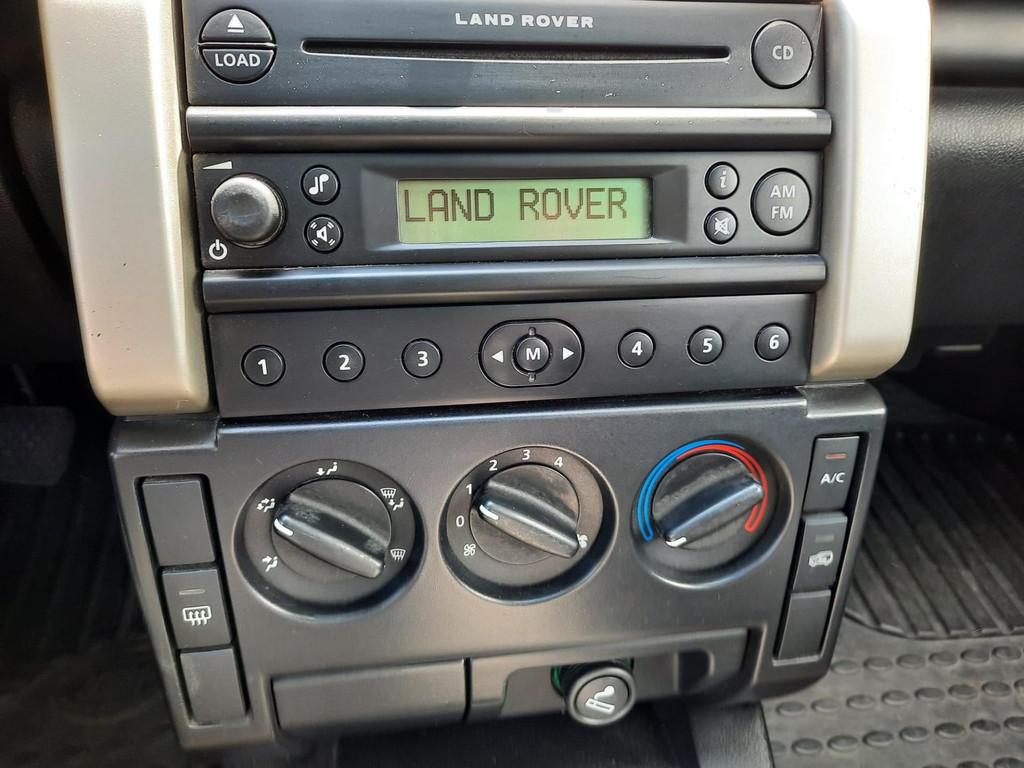 LAND ROVER
LOAD
CD
i
AM
FM
LAND ROVER
1 2 3 M 4 5 6
0 1 2 3 4
A/C